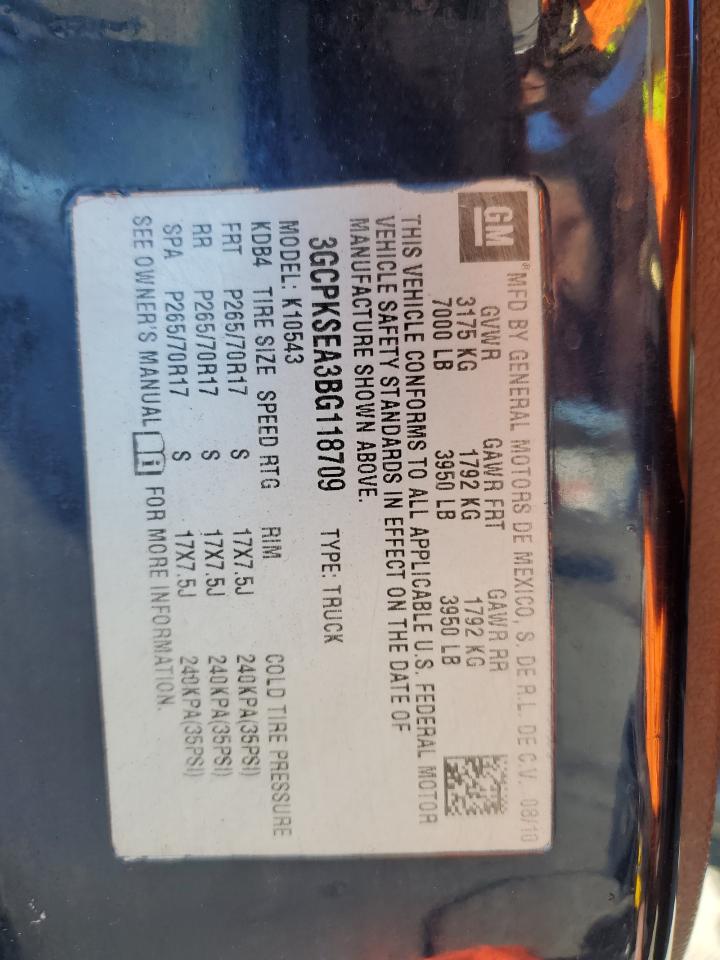 GM ® MFD BY GENERAL MOTORS DE MEXICO, S. DE R.L. DE C.V. 08/10
GVWR GAWR FRT GAWR RR
3175 KG 1792 KG 1792 KG
7000 LB 3950 LB 3950 LB
THIS VEHICLE CONFORMS TO ALL APPLICABLE U.S. FEDERAL MOTOR
VEHICLE SAFETY STANDARDS IN EFFECT ON THE DATE OF
MANUFACTURE SHOWN ABOVE.
3GCPKSEA3BG118709 TYPE: TRUCK
MODEL: K10543
KDB4 TIRE SIZE SPEED RTG RIM COLD TIRE PRESSURE
FRT P265/70R17 S 17X7.5J 240KPA(35PSI)
RR P265/70R17 S 17X7.5J 240KPA(35PSI)
SPA P265/70R17 S 17X7.5J 240KPA(35PSI)
SEE OWNER'S MANUAL FOR MORE INFORMATION.